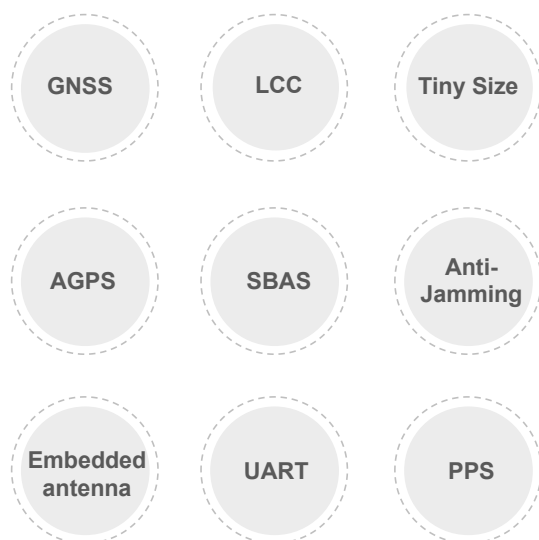 GNSS
LCC
Tiny Size
AGPS
SBAS
Anti-
Jamming
Embedded
antenna
UART
PPS